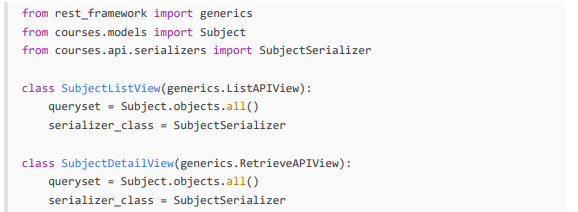 from rest_framework import generics
from courses.models import Subject
from courses.api.serializers import SubjectSerializer

class SubjectListView(generics.ListAPIView):
    queryset = Subject.objects.all()
    serializer_class = SubjectSerializer

class SubjectDetailView(generics.RetrieveAPIView):
    queryset = Subject.objects.all()
    serializer_class = SubjectSerializer